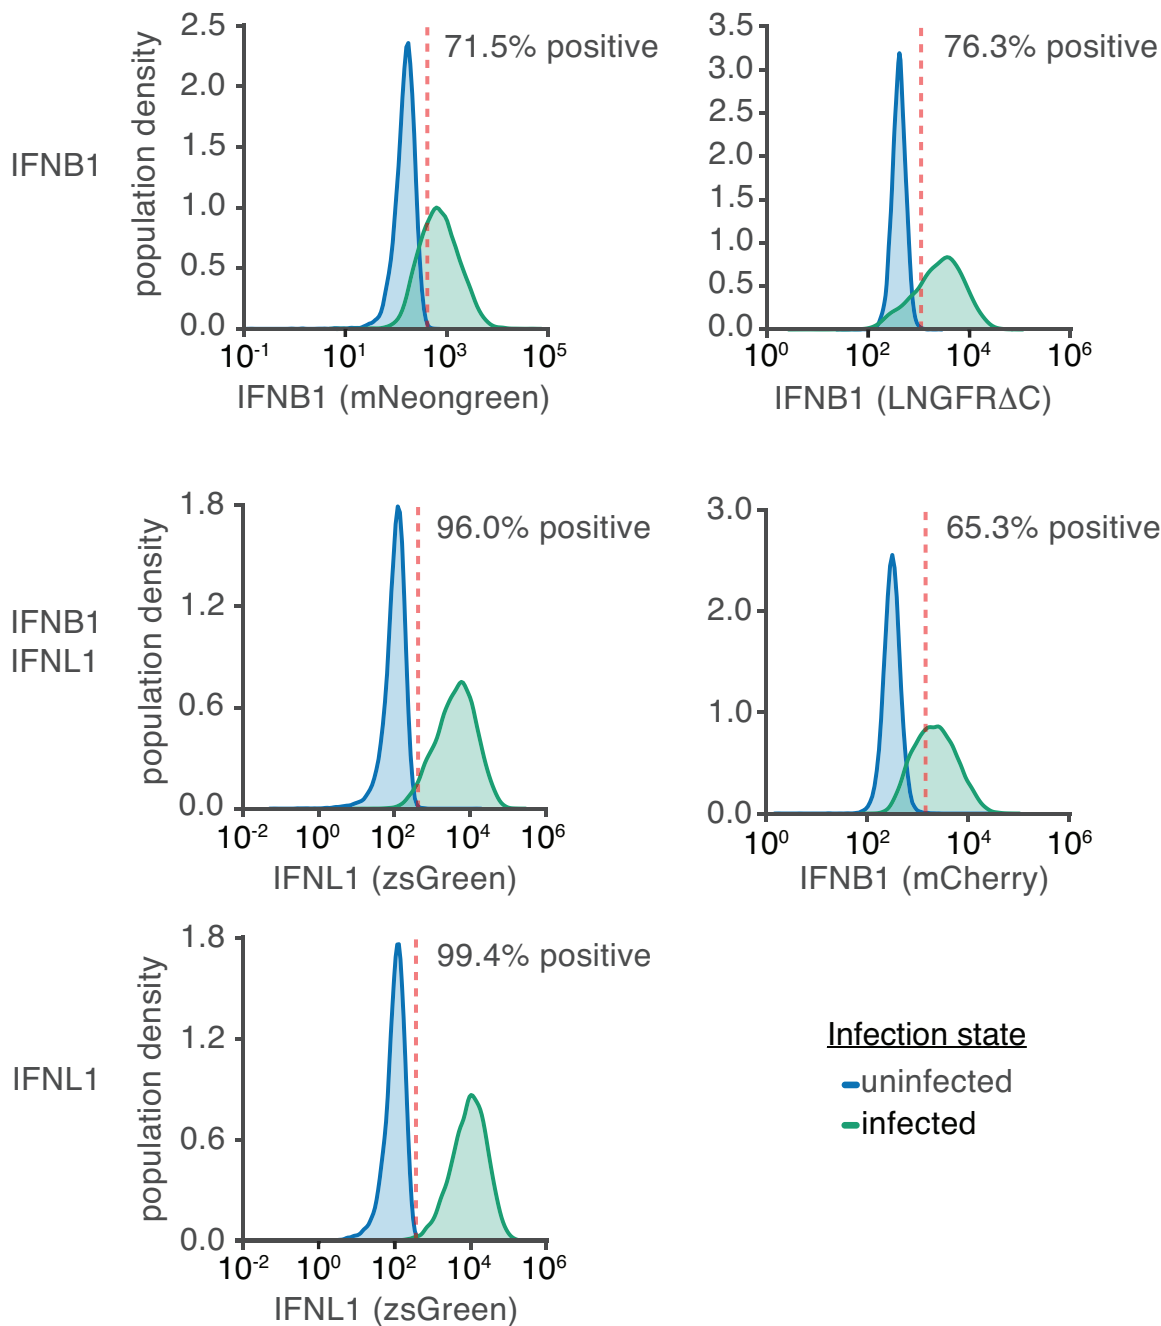 IFNB1
population density
2.5
2.0
1.5
1.0
0.5
0.0
71.5% positive
10-1
101
103
105
IFNB1 (mNeongreen)
3.5
3.0
2.5
2.0
1.5
1.0
0.5
0.0
76.3% positive
100
102
104
106
IFNB1 (LNGFRΔC)
IFNB1
IFNL1
population density
1.8
1.2
0.6
0.0
96.0% positive
10-2
100
102
104
106
IFNL1 (zsGreen)
3.0
2.0
1.0
0.0
65.3% positive
100
102
104
106
IFNB1 (mCherry)
IFNL1
population density
1.8
1.2
0.6
0.0
99.4% positive
10-2
100
102
104
106
IFNL1 (zsGreen)
Infection state
uninfected
infected